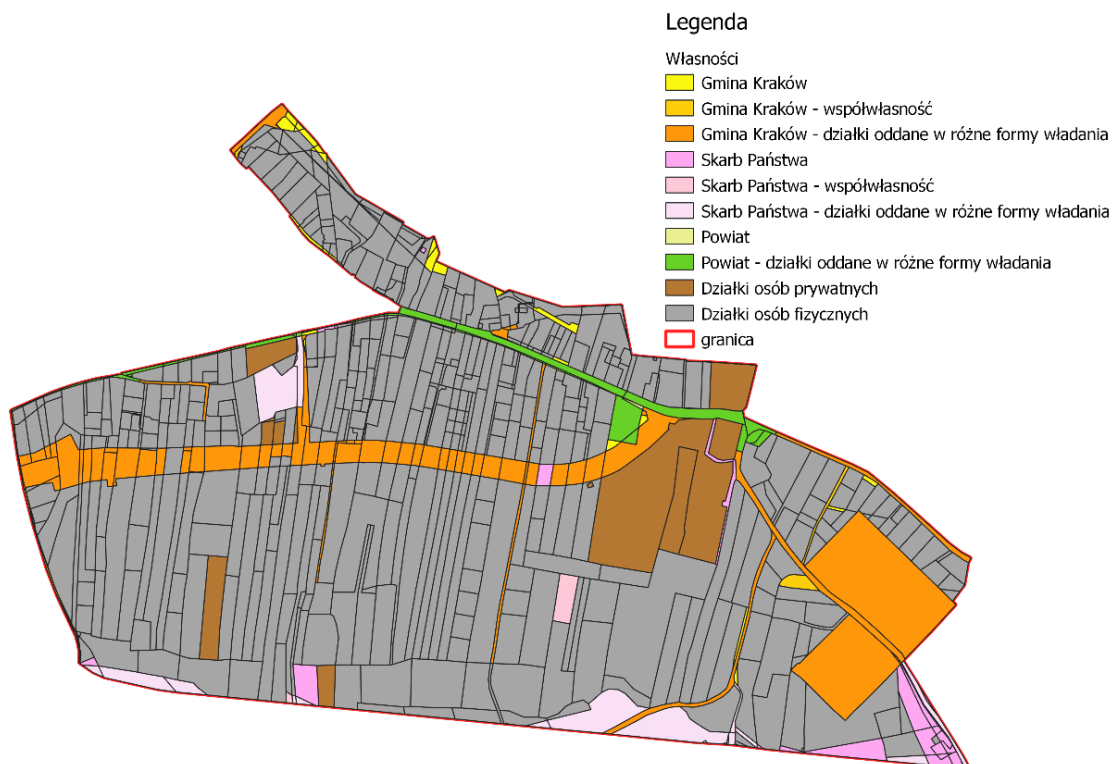 Legenda
Własności
Gmina Kraków
Gmina Kraków - współwłasność
Gmina Kraków - działki oddane w różne formy władania
Skarb Państwa
Skarb Państwa - współwłasność
Skarb Państwa - działki oddane w różne formy władania
Powiat
Powiat - działki oddane w różne formy władania
Działki osób prywatnych
Działki osób fizycznych
granica